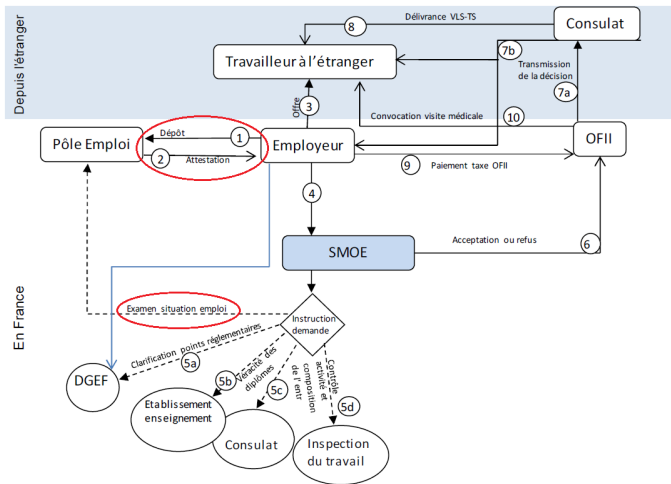 Depuis l'étranger
En France
8
Délivrance VLS-TS
Consulat
Travailleur à l'étranger
7b
Transmission
de la décision
7a
Offre
3
Convocation visite médicale
10
Pôle Emploi
Dépôt
1
2
Attestation
Employeur
OFII
9
Paiement taxe OFII
4
SMOE
Acceptation ou refus
6
Examen situation emploi
Instruction
demande
Clarification points réglementaires
5a
DGEF
5b
Véracité des
diplômes
5c
Contrôle
activité et
composition
de l'entr
5d
Etablissement
enseignement
Consulat
Inspection
du travail